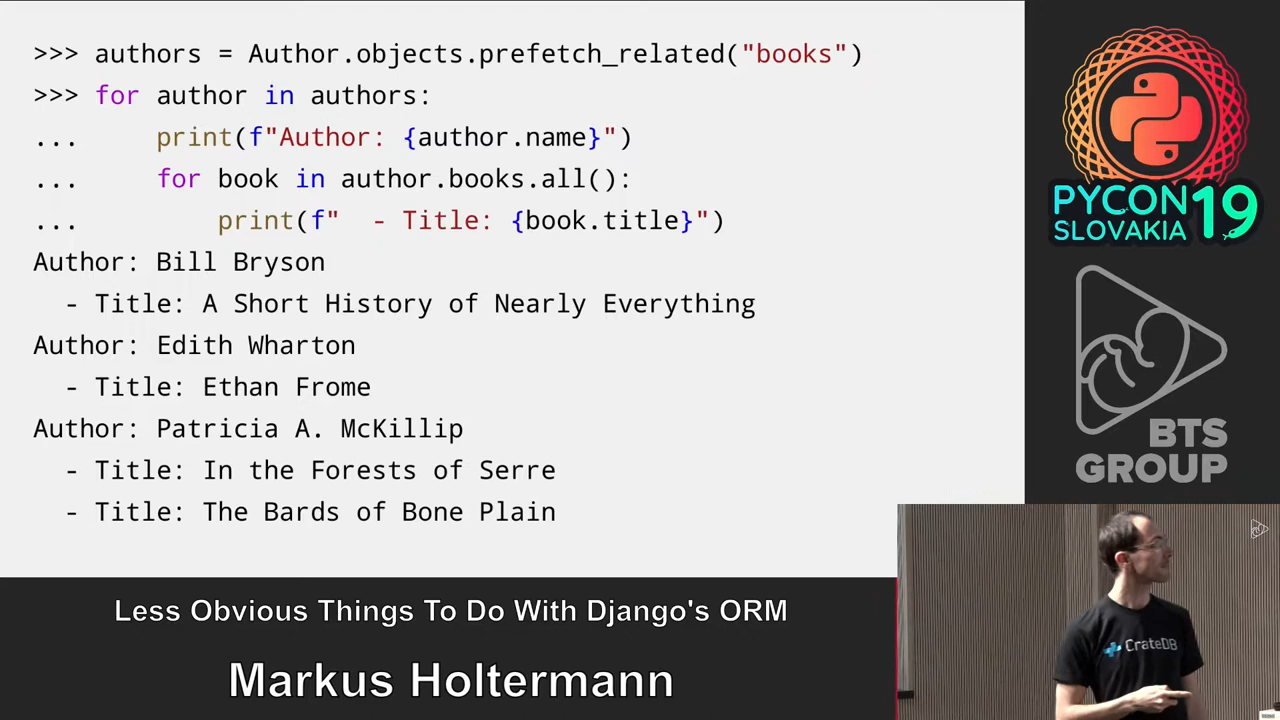 >>> authors = Author.objects.prefetch_related("books")
>>> for author in authors:
...     print(f"Author: {author.name}")
...     for book in author.books.all():
...         print(f"  - Title: {book.title}")
Author: Bill Bryson
  - Title: A Short History of Nearly Everything
Author: Edith Wharton
  - Title: Ethan Frome
Author: Patricia A. McKillip
  - Title: In the Forests of Serre
  - Title: The Bards of Bone Plain
PYCON 19
SLOVAKIA
BTS
GROUP
CrateDB
Less Obvious Things To Do With Django's ORM
Markus Holtermann